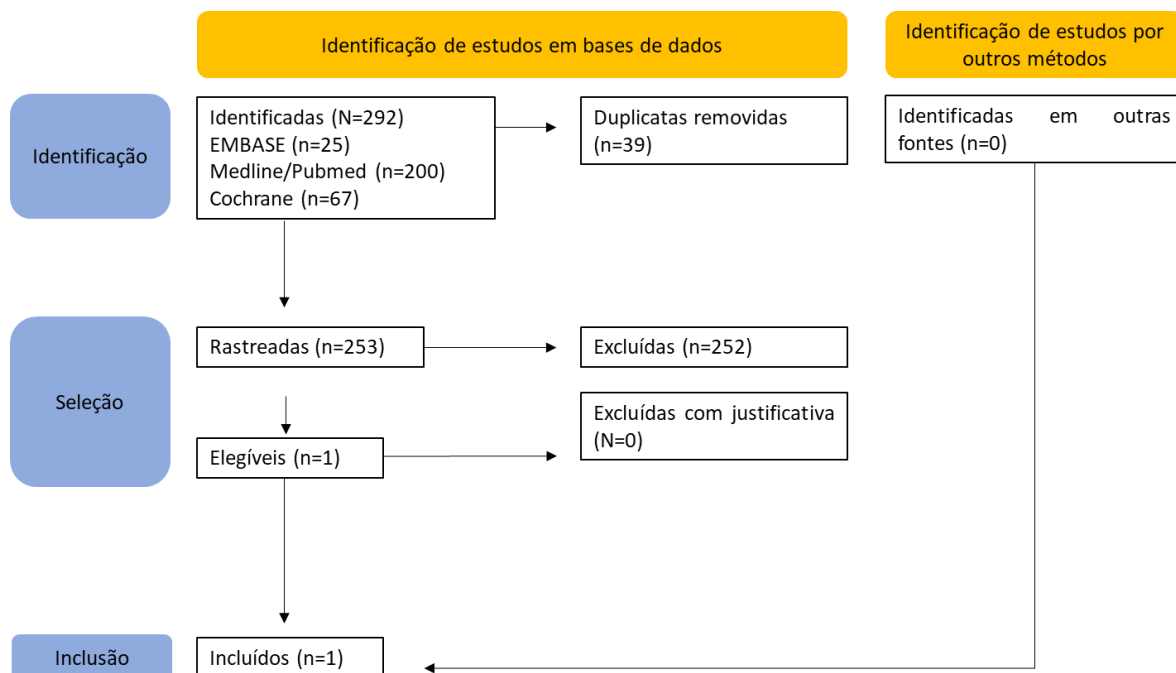 Identificação de estudos em bases de dados
Identificação de estudos por
outros métodos
Identificação
Identificadas (N=292)
EMBASE (n=25)
Medline/Pubmed (n=200)
Cochrane (n=67)
Duplicatas removidas
(n=39)
Identificadas em outras
fontes (n=0)
Seleção
Rastreadas (n=253)
Excluídas (n=252)
Excluídas com justificativa
(N=0)
Elegíveis (n=1)
Inclusão
Incluídos (n=1)